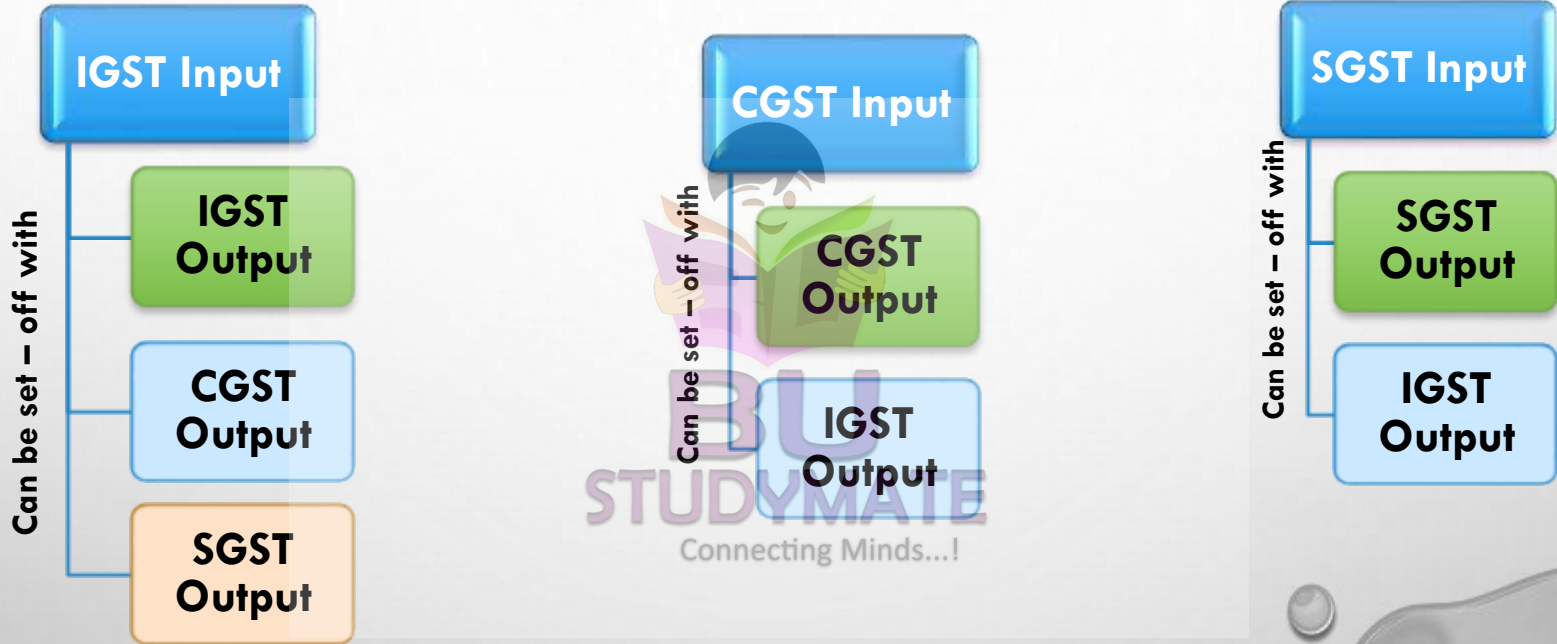 IGST Input
Can be set – off with
IGST
Output
CGST
Output
SGST
Output
CGST Input
Can be set – off with
CGST
Output
IGST
Output
SGST Input
Can be set – off with
SGST
Output
IGST
Output
BU
STUDYMATE
Connecting Minds...!